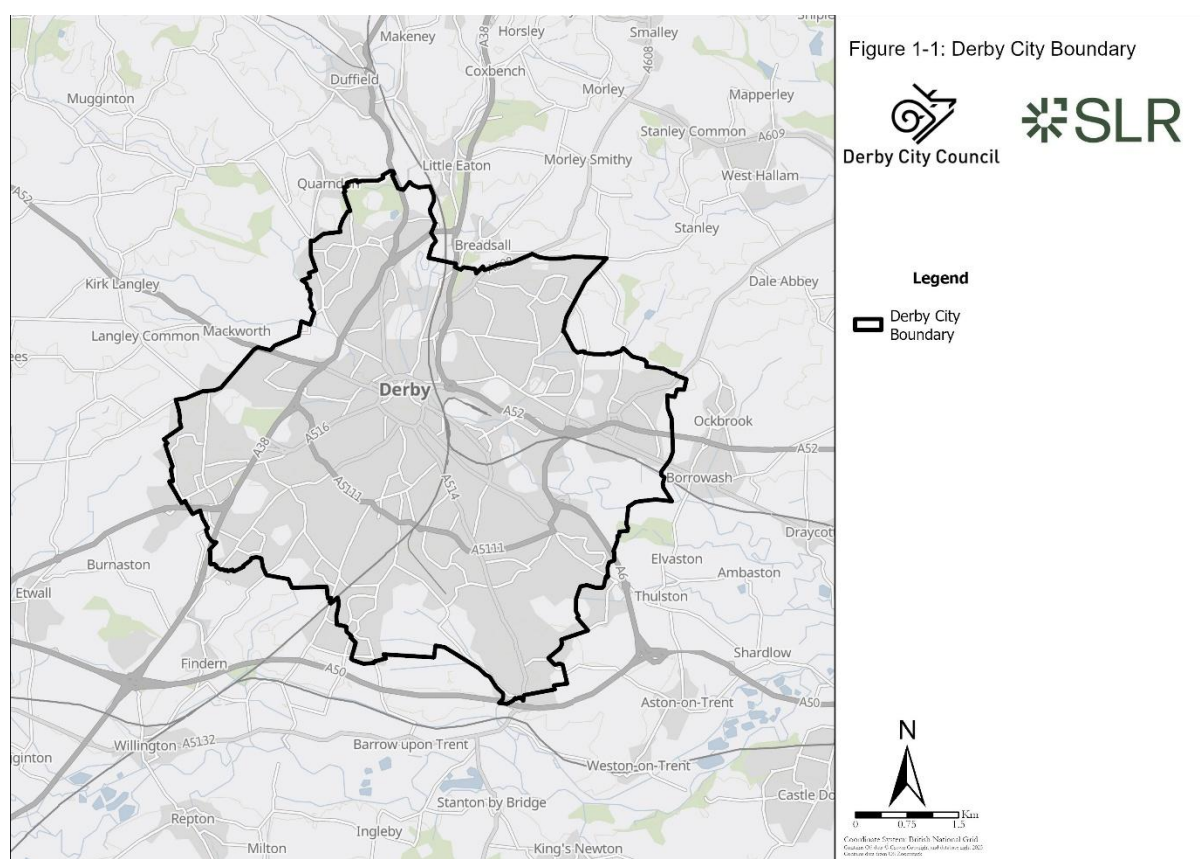 Figure 1-1: Derby City Boundary
Derby City Council
SLR
Legend
Derby City
Boundary
N
0 0.75 1.5 Km
Coordinate System: British National Grid
Makeney
Horsley
Smalley
A38
A608
Coxbench
Duffield
Mugginton
Morley
Mapperley
Stanley Common
A609
Little Eaton
Morley Smithy
West Hallam
Quarndon
A52
Stanley
Breadsall
Kirk Langley
Dale Abbey
Langley Common
Mackworth
Derby
A52
Ockbrook
A516
A38
A52
Borrowash
A5111
A514
Draycott
A5111
Elvaston
Burnaston
Ambaston
A6
Etwall
Thulston
Shardlow
Findern
A50
Aston-on-Trent
A50
Willington
A5132
Barrow upon Trent
Weston-on-Trent
Castle Do
Stanton by Bridge
Repton
Ingleby
Milton
King's Newton